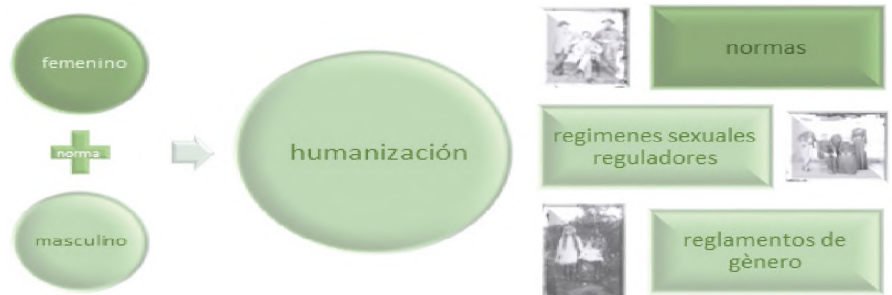 femenino
norma
masculino
humanización
normas
regimenes sexuales
reguladores
reglamentos de
gènero